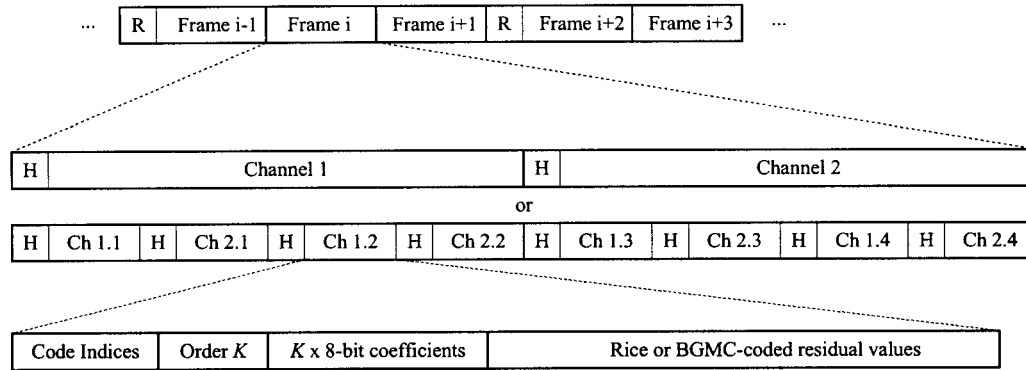 ... R Frame i-1 Frame i Frame i+1 R Frame i+2 Frame i+3 ...
H Channel 1 H Channel 2
or
H Ch 1.1 H Ch 2.1 H Ch 1.2 H Ch 2.2 H Ch 1.3 H Ch 2.3 H Ch 1.4 H Ch 2.4
Code Indices Order K K x 8-bit coefficients Rice or BGMC-coded residual values